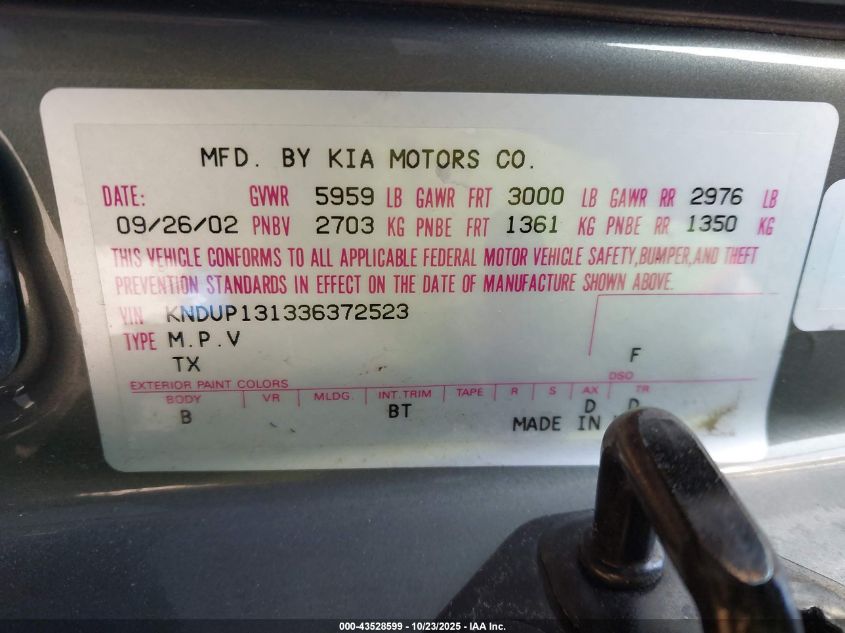 MFD. BY KIA MOTORS CO.
DATE: GVWR 5959 LB GAWR FRT 3000 LB GAWR RR 2976 LB
09/26/02 PNBV 2703 KG PNBE FRT 1361 KG PNBE RR 1350 KG
THIS VEHICLE CONFORMS TO ALL APPLICABLE FEDERAL MOTOR VEHICLE SAFETY,BUMPER,AND THEFT
PREVENTION STANDARDS IN EFFECT ON THE DATE OF MANUFACTURE SHOWN ABOVE.
VIN KNDUP131336372523
TYPE M.P.V
TX F
EXTERIOR PAINT COLORS DSO
BODY VR MLDG. INT.TRIM TAPE R S AX TR
B BT D D
MADE IN
000-43528599 - 10/23/2025 - IAA Inc.